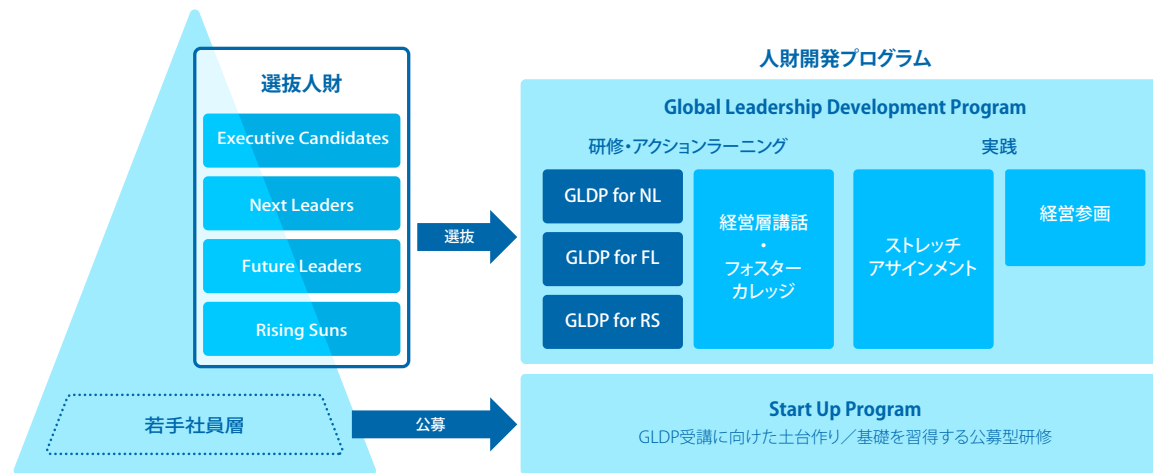 選抜人財
Executive Candidates
Next Leaders
Future Leaders
Rising Suns
若手社員層
選抜
公募
人財開発プログラム
Global Leadership Development Program
研修・アクションラーニング
実践
GLDP for NL
GLDP for FL
GLDP for RS
経営層講話
・
フォスター
カレッジ
ストレッチ
アサインメント
経営参画
Start Up Program
GLDP受講に向けた土台作り／基礎を習得する公募型研修